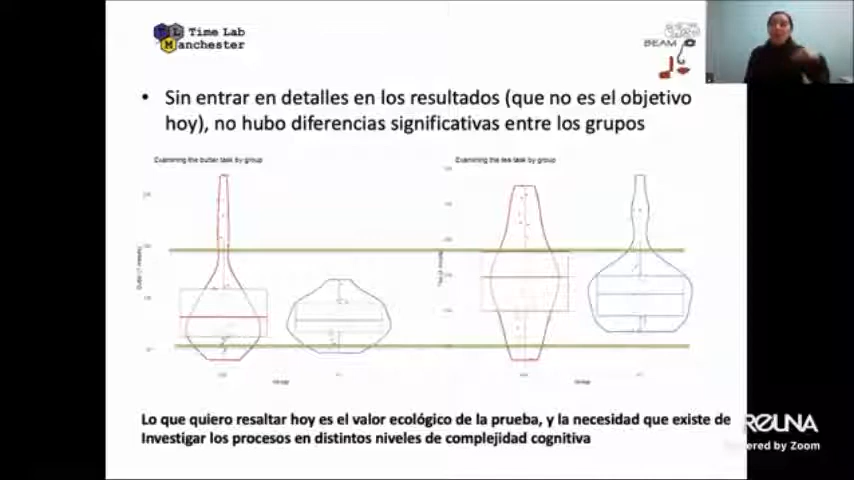 Time Lab
Manchester
BEAM
• Sin entrar en detalles en los resultados (que no es el objetivo
hoy), no hubo diferencias significativas entre los grupos
Examining the butter task by group
Examining the tea task by group
Lo que quiero resaltar hoy es el valor ecológico de la prueba, y la necesidad que existe de
Investigar los procesos en distintos niveles de complejidad cognitiva
REUNA
Powered by Zoom